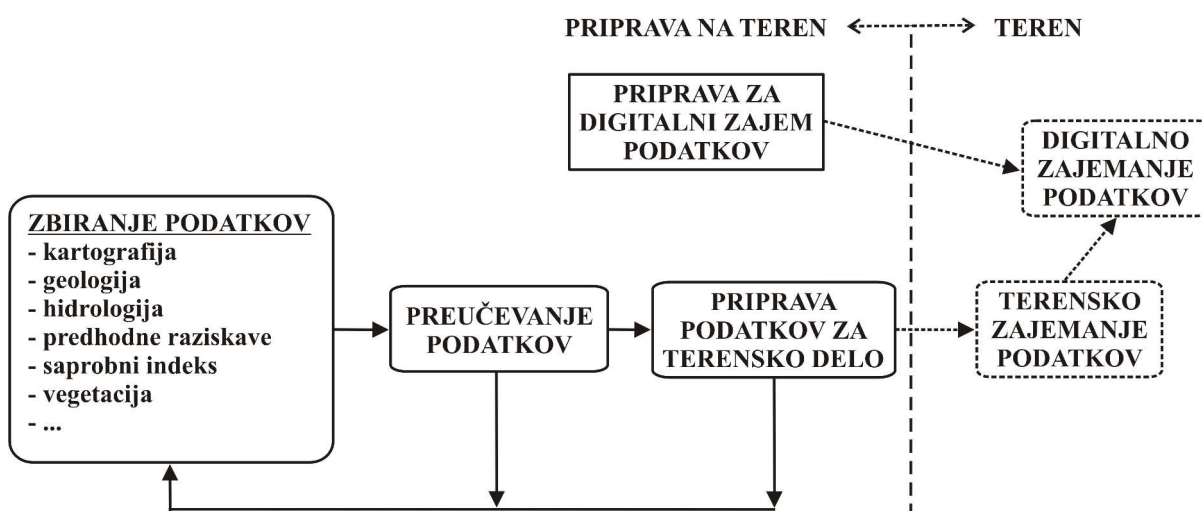 PRIPRAVA NA TEREN
TEREN
PRIPRAVA ZA
DIGITALNI ZAJEM
PODATKOV
DIGITALNO
ZAJEMANJE
PODATKOV
ZBIRANJE PODATKOV
- kartografija
- geologija
- hidrologija
- predhodne raziskave
- saprobni indeks
- vegetacija
- ...
PREUČEVANJE
PODATKOV
PRIPRAVA
PODATKOV ZA
TERENSKO DELO
TERENSKO
ZAJEMANJE
PODATKOV